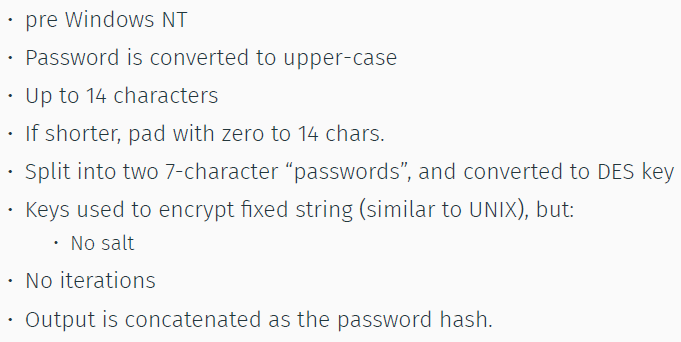 • pre Windows NT
• Password is converted to upper-case
• Up to 14 characters
• If shorter, pad with zero to 14 chars.
• Split into two 7-character “passwords”, and converted to DES key
• Keys used to encrypt fixed string (similar to UNIX), but:
• No salt
• No iterations
• Output is concatenated as the password hash.